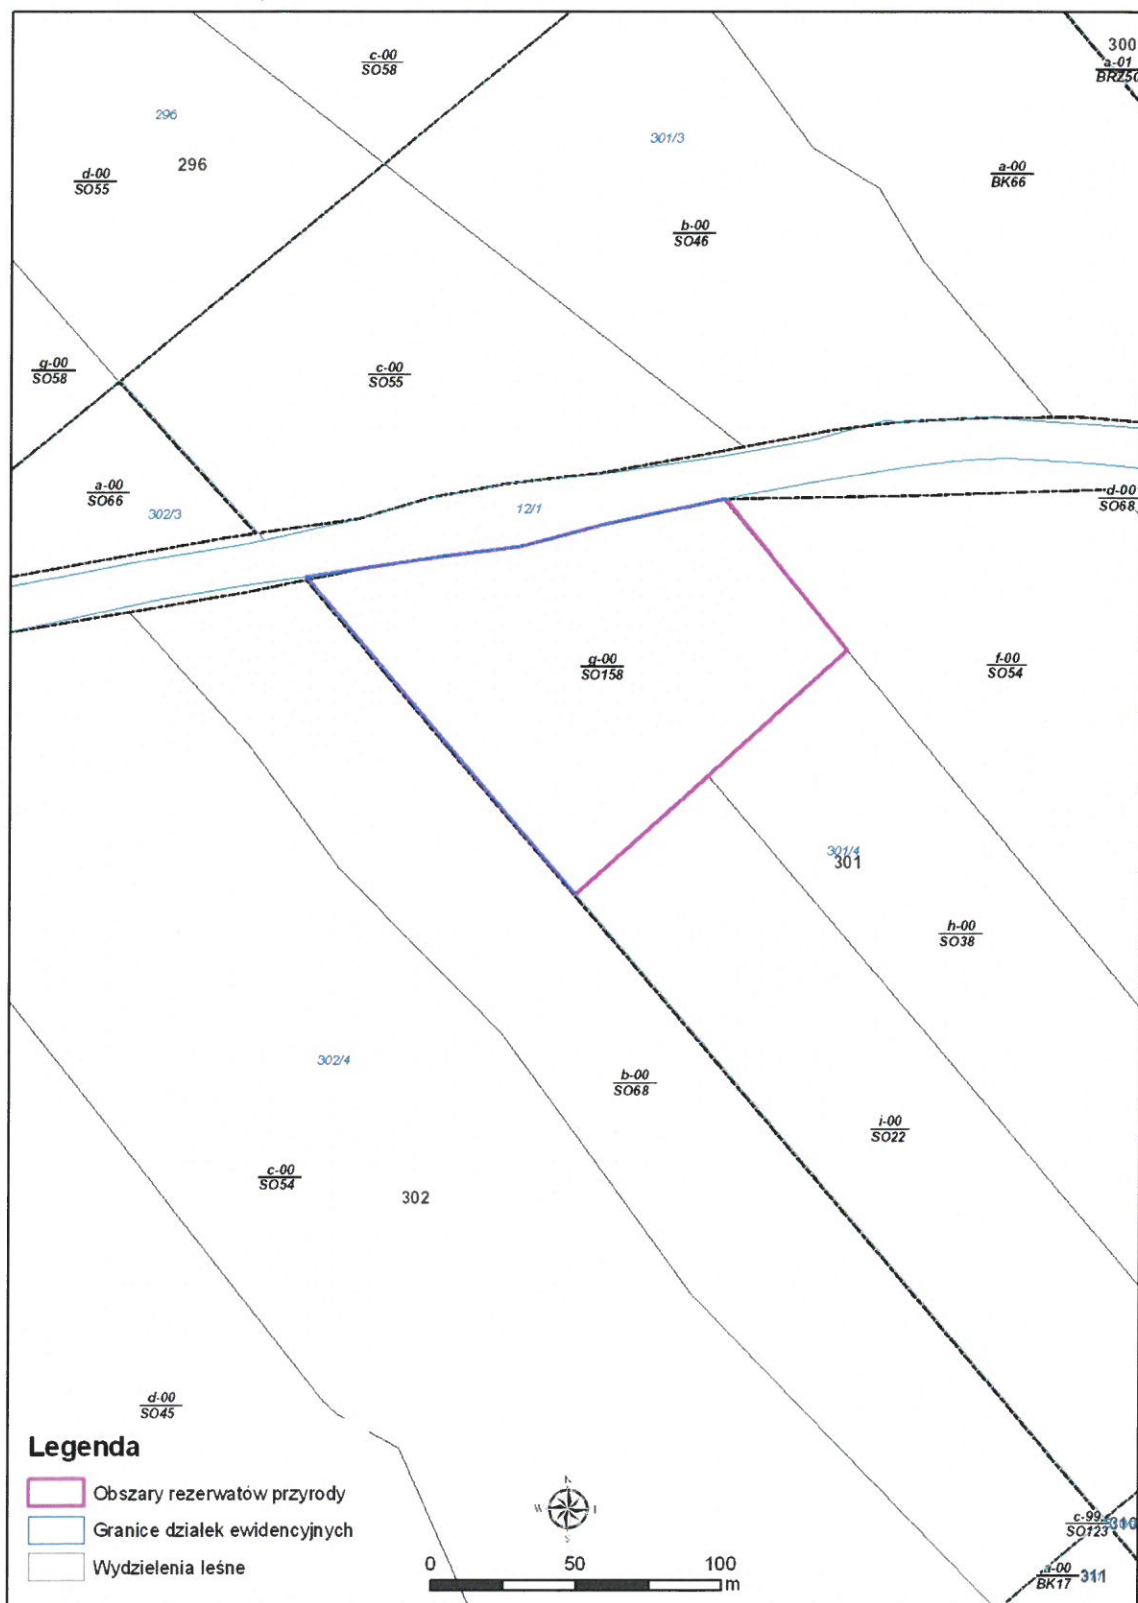 c-00
SO58
300
a-01
BRZ50
296
296
301/3
d-00
SO55
a-00
BK66
b-00
SO46
g-00
SO58
c-00
SO55
a-00
SO66
302/3
12/1
d-00
SO68
g-00
SO158
f-00
SO54
301/4
301
h-00
SO38
302/4
b-00
SO68
i-00
SO22
c-00
SO54
302
d-00
SO45
Legenda
Obszary rezerwatów przyrody
Granice działek ewidencyjnych
Wydzielenia leśne
N
W
S
0 50 100
m
c-99
SO123
310
a-00
BK17
311